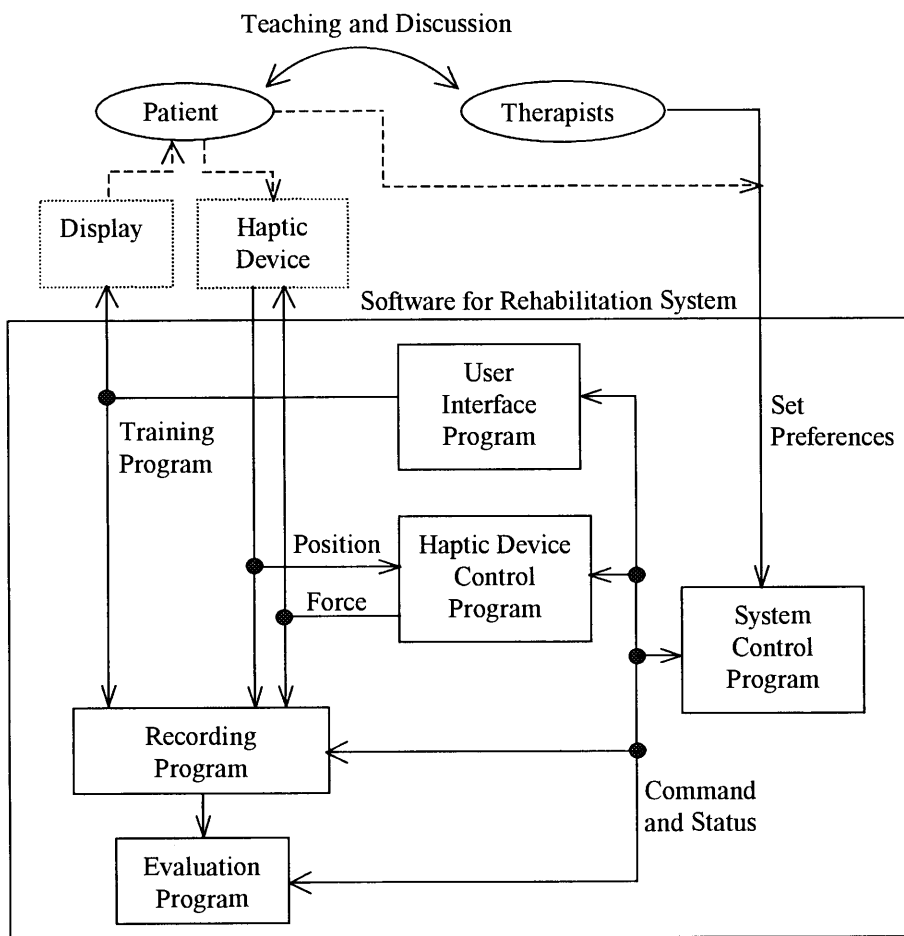 Teaching and Discussion
Patient
Therapists
Display
Haptic
Device
Software for Rehabilitation System
User
Interface
Program
Set
Preferences
Training
Program
Position
Haptic Device
Control
Program
Force
System
Control
Program
Recording
Program
Command
and Status
Evaluation
Program